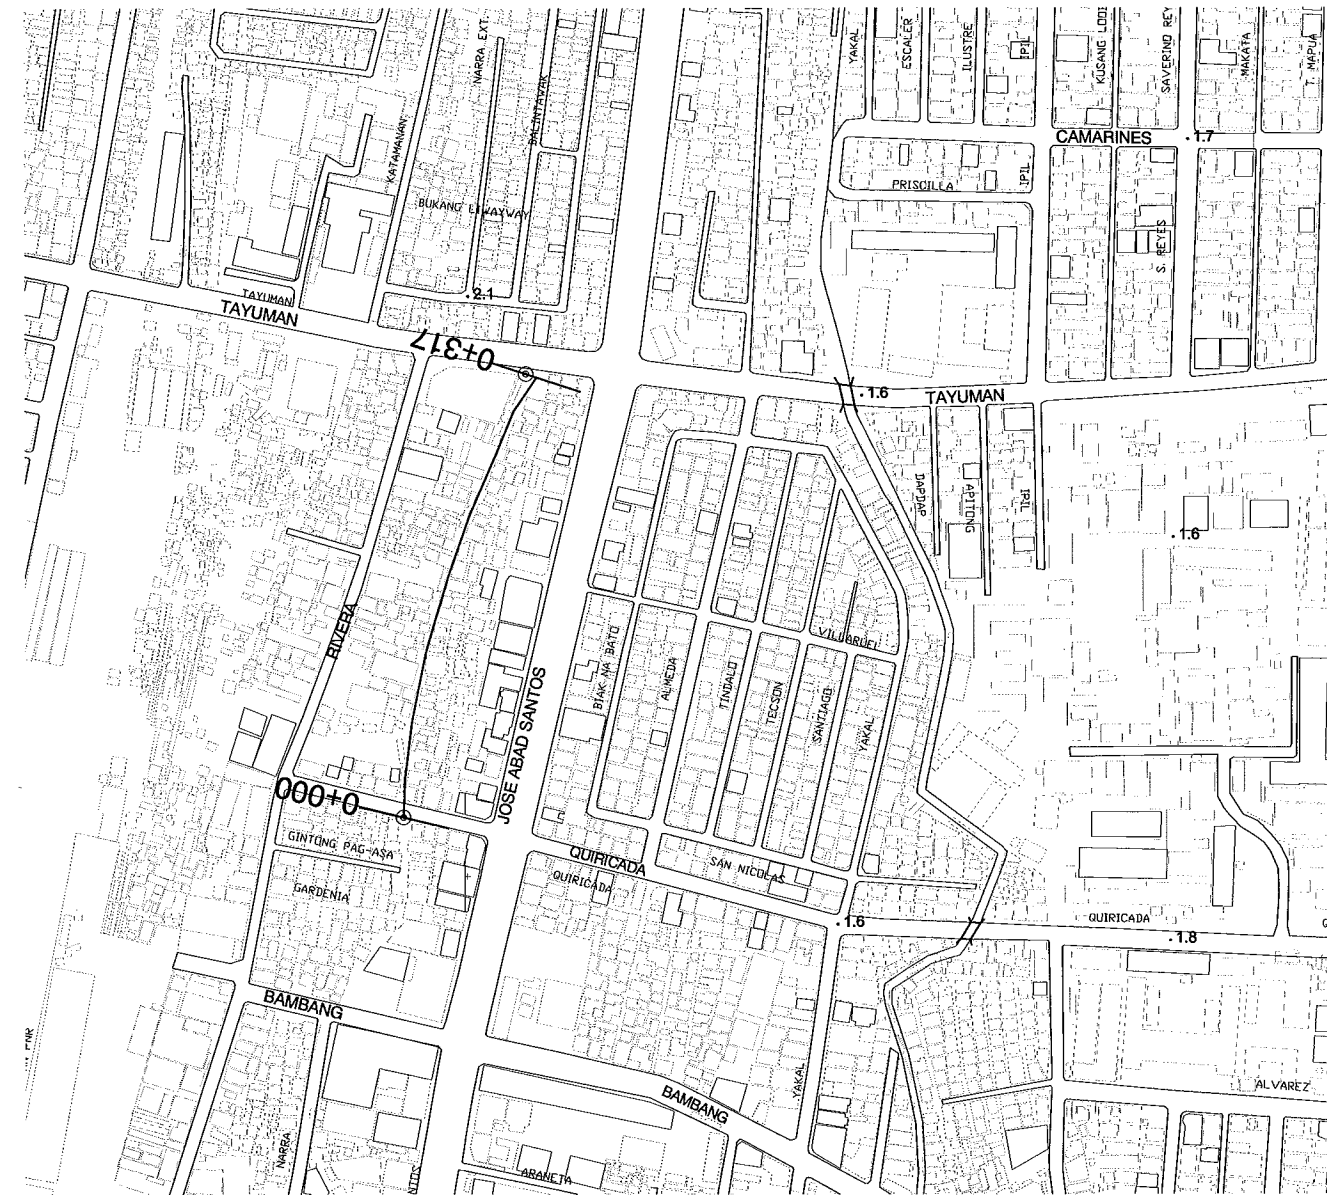 YAKAL
ESCALER
ILUSTRE
IPIL
KUSANG LOOB
SAVERINO REY
MAKATA
T. MAPUA
NARRA EXT.
BALINTAWAK
KATAMANAN
CAMARINES
.1.7
PRISCILLA
IPIL
BUKANG LIWAYWAY
S. REYES
TAYUMAN
.2.1
TAYUMAN
0+317
.1.6
TAYUMAN
DAPDAP
APITONG
IPIL
.1.6
RIVERA
VILLARUEL
BIAK NA BATO
ALMEDA
TINDALO
TECSON
SANTIAGO
YAKAL
JOSE ABAD SANTOS
0+000
GINTONG PAG-ASA
QUIRICADA
SAN NICOLAS
QUIRICADA
GARDENIA
.1.6
QUIRICADA
.1.8
BAMBANG
PNR
YAKAL
BAMBANG
ALVAREZ
NARRA
ARANETA
NTOS